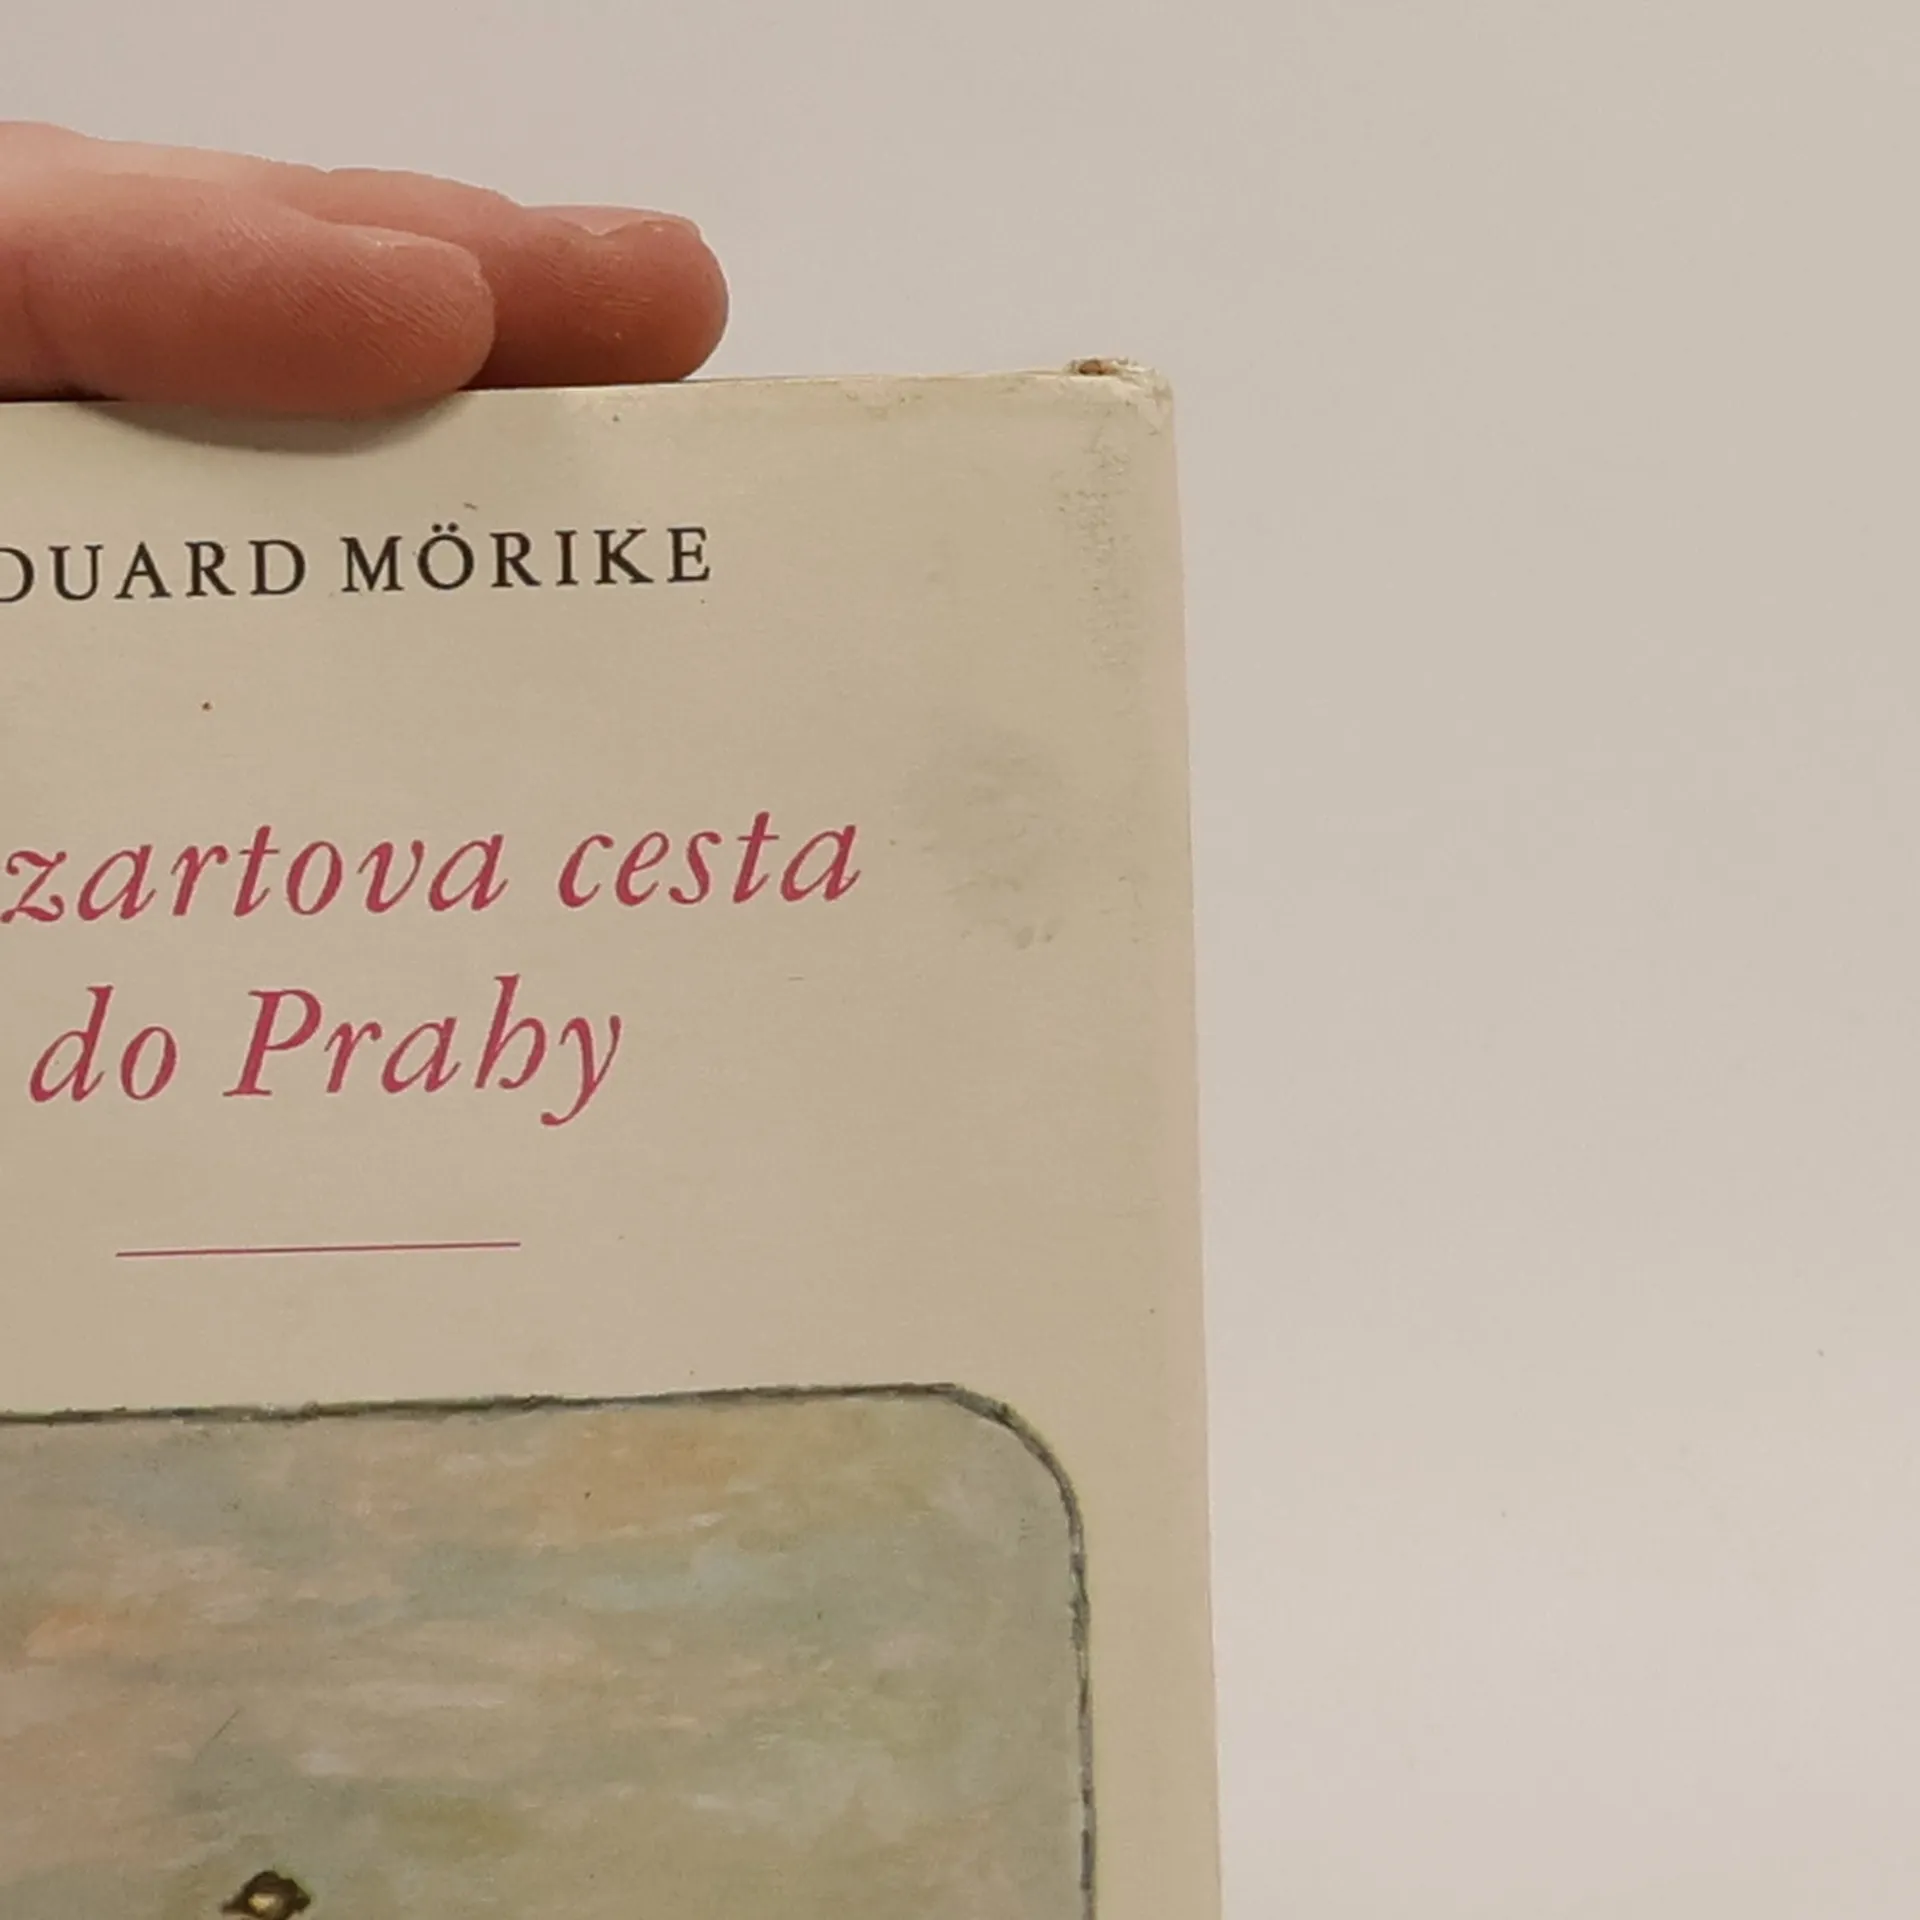 DUARD MÖRIKE
zartova cesta
do Prahy